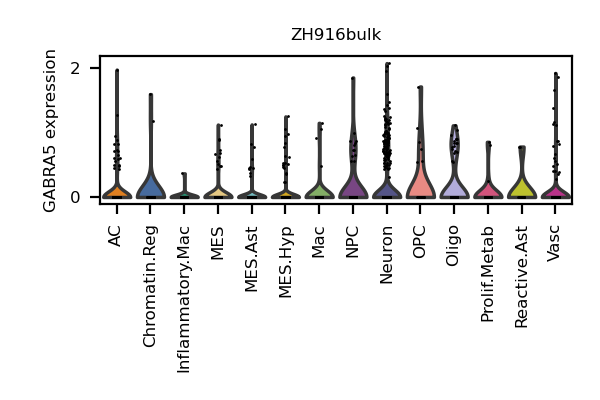 ZH916bulk
GABRA5 expression
2
0
AC
Chromatin.Reg
Inflammatory.Mac
MES
MES.Ast
MES.Hyp
Mac
NPC
Neuron
OPC
Oligo
Prolif.Metab
Reactive.Ast
Vasc